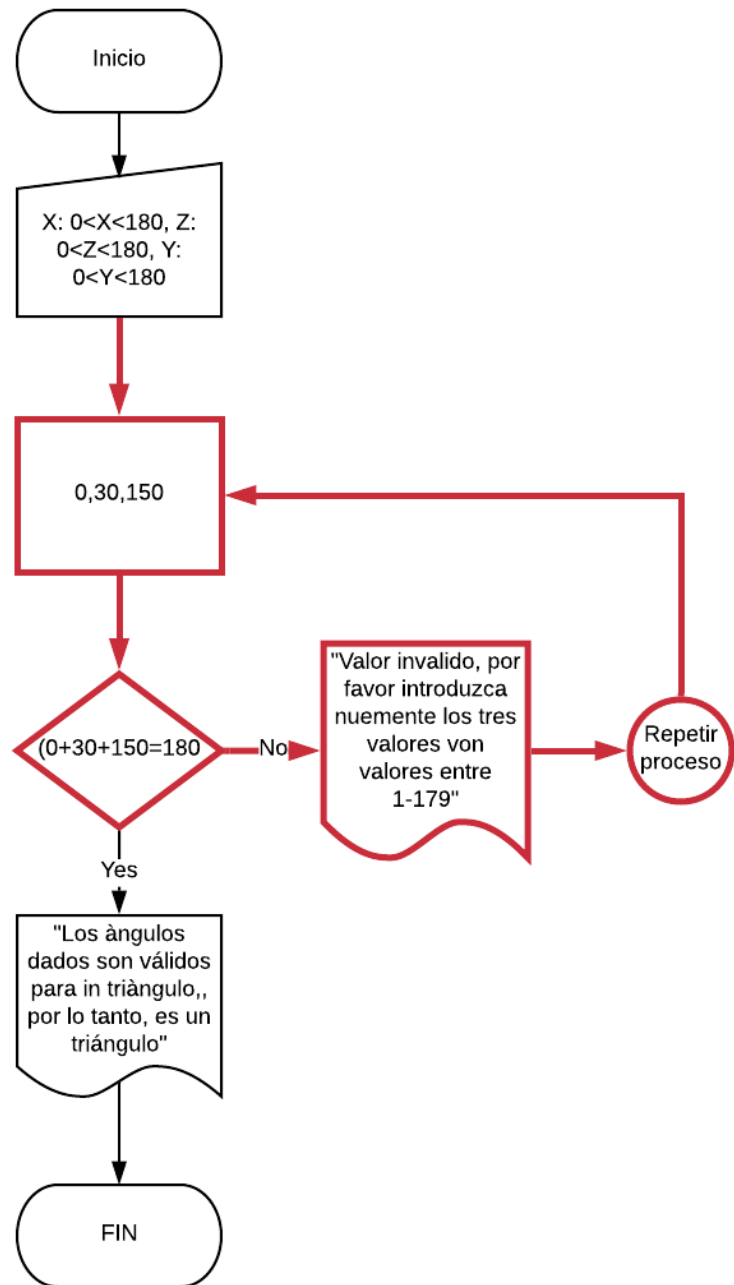 Inicio
X: 0<X<180, Z:
0<Z<180, Y:
0<Y<180
0,30,150
(0+30+150=180
No
"Valor invalido, por
favor introduzca
nuemente los tres
valores von
valores entre
1-179"
Repetir
proceso
Yes
"Los àngulos
dados son válidos
para in triàngulo,,
por lo tanto, es un
triángulo"
FIN